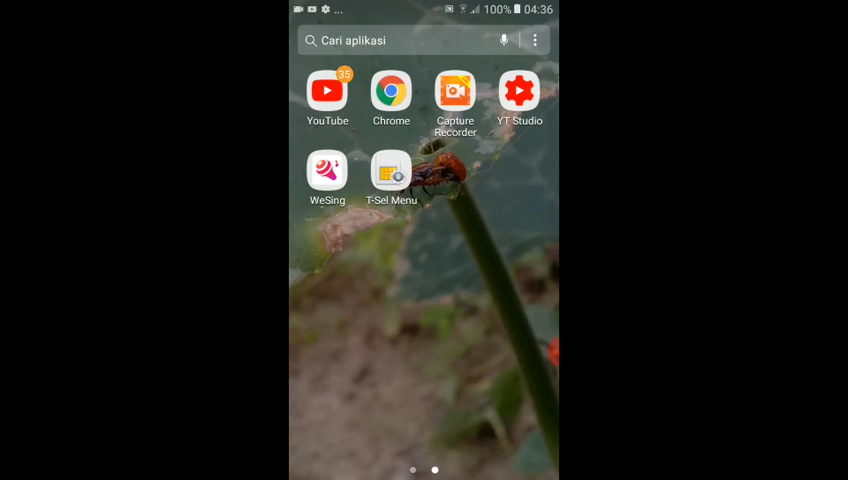 ... 100% 04:36
Cari aplikasi
35
YouTube Chrome Capture Recorder YT Studio
WeSing T-Sel Menu